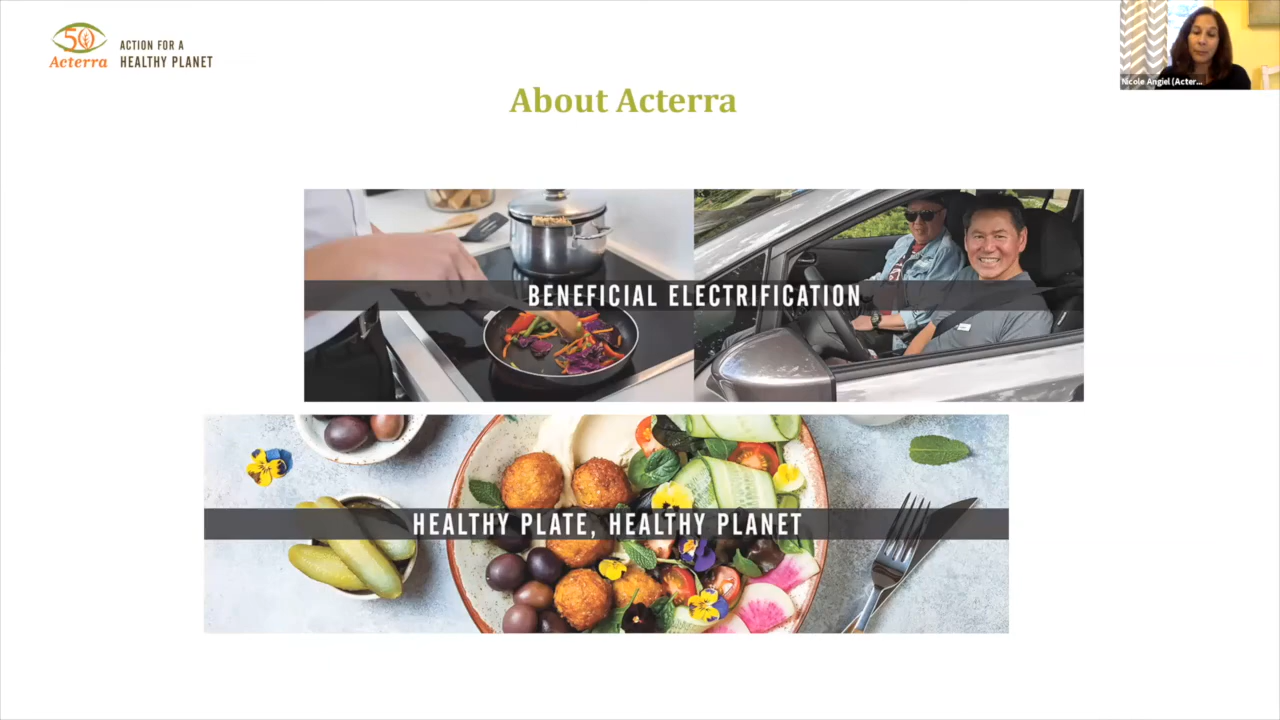 50
Acterra
ACTION FOR A
HEALTHY PLANET
Nicole Angiel (Acter...
About Acterra
BENEFICIAL ELECTRIFICATION
HEALTHY PLATE, HEALTHY PLANET